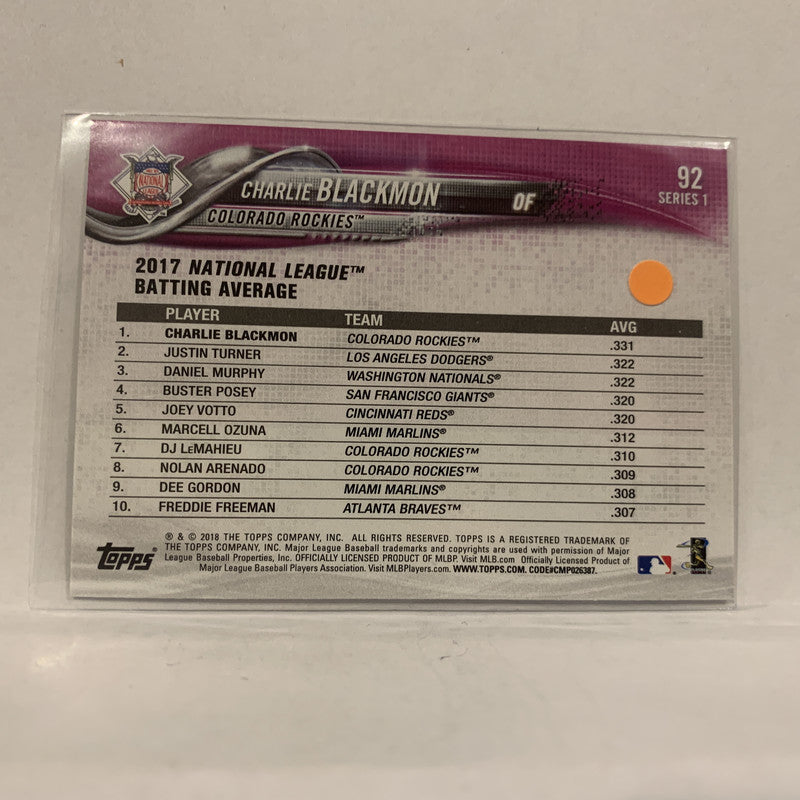 92
SERIES 1
NATIONAL LEAGUE
CHARLIE BLACKMON OF
COLORADO ROCKIES™
2017 NATIONAL LEAGUE™
BATTING AVERAGE
PLAYER TEAM AVG
1. CHARLIE BLACKMON COLORADO ROCKIES™ .331
2. JUSTIN TURNER LOS ANGELES DODGERS® .322
3. DANIEL MURPHY WASHINGTON NATIONALS® .322
4. BUSTER POSEY SAN FRANCISCO GIANTS® .320
5. JOEY VOTTO CINCINNATI REDS® .320
6. MARCELL OZUNA MIAMI MARLINS® .312
7. DJ LEMAHIEU COLORADO ROCKIES™ .310
8. NOLAN ARENADO COLORADO ROCKIES™ .309
9. DEE GORDON MIAMI MARLINS® .308
10. FREDDIE FREEMAN ATLANTA BRAVES™ .307
® & © 2018 THE TOPPS COMPANY, INC. ALL RIGHTS RESERVED. TOPPS IS A REGISTERED TRADEMARK OF
THE TOPPS COMPANY, INC. Major League Baseball trademarks and copyrights are used with permission of Major
League Baseball Properties, Inc. OFFICIALLY LICENSED PRODUCT OF MLBP. Visit MLB.com Officially Licensed Product of
Major League Baseball Players Association. Visit MLBPlayers.com. WWW.TOPPS.COM. CODE#CMP026387.
topps